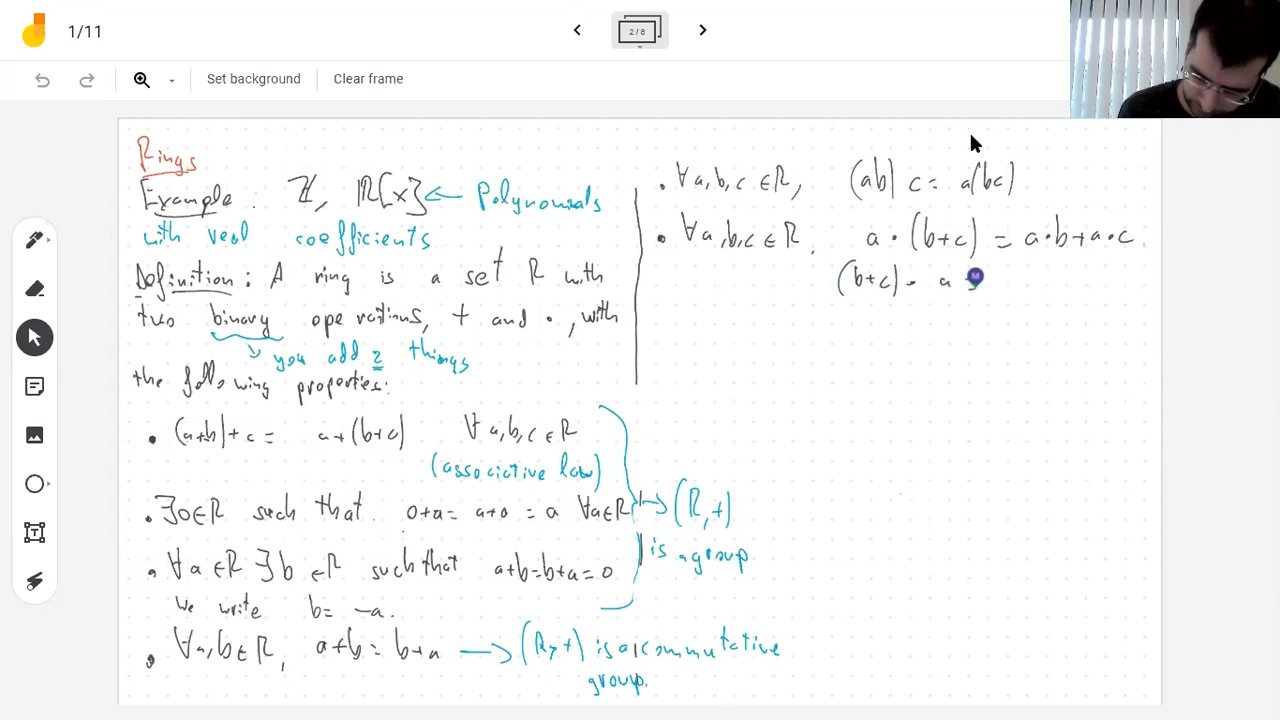 1/11
2/8
Set background
Clear frame
Rings
Example : ℤ, ℝ[x] ← Polynomials
with real coefficients
Definition : A ring is a set R with
two binary operations, + and · , with
↘ you add 2 things
the following properties:
• (a+b)+c = a+(b+c) ∀ a,b,c ∈ R
(associative law)
• ∃0∈R such that 0+a = a+0 = a ∀a∈R
→ (R,+)
is a group
• ∀a∈R ∃ b ∈R such that a+b=b+a=0
we write b= -a.
• ∀a,b∈R, a+b = b+a → (R,+) is a commutative
group.
• ∀a,b,c ∈R, (ab) c = a(bc)
• ∀a,b,c ∈ R, a · (b+c) = a·b+a·c.
(b+c) · a
M